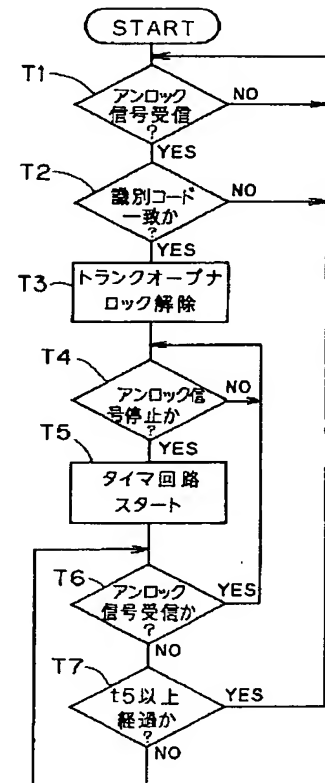 START
T1
アンロック
信号受信
?
NO
YES
T2
識別コード
一致か
?
NO
YES
T3
トランクオープナ
ロック解除
T4
アンロック信
号停止か
?
NO
YES
T5
タイマ回路
スタート
T6
アンロック
信号受信か
?
YES
NO
T7
t5以上
経過か
?
YES
NO